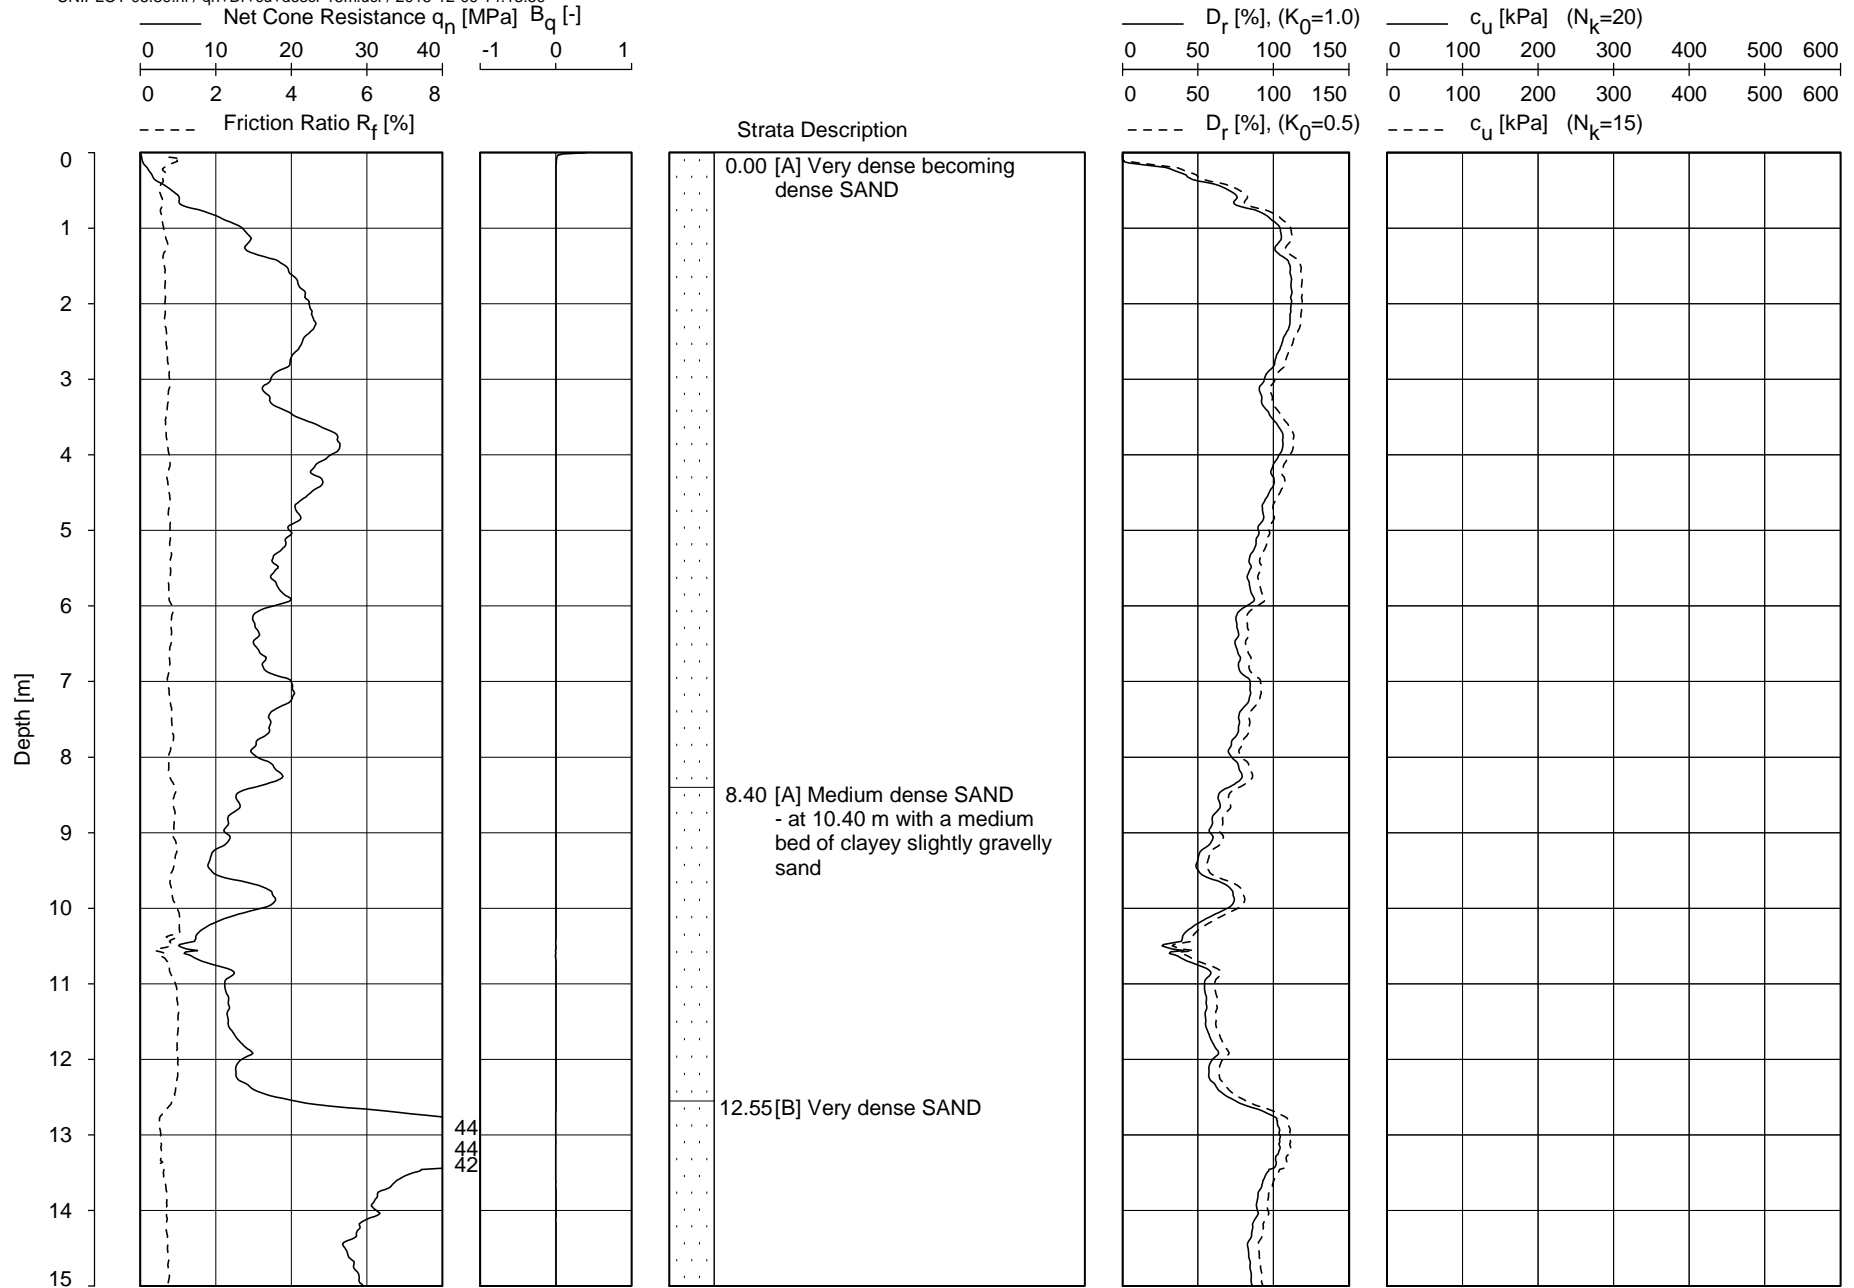 Net Cone Resistance qn [MPa] Bq [-]
Dr [%], (K0=1.0)
cu [kPa] (Nk=20)
0 10 20 30 40
-1 0 1
0 50 100 150
0 100 200 300 400 500 600
0 2 4 6 8
0 50 100 150
0 100 200 300 400 500 600
Friction Ratio Rf [%]
Strata Description
Dr [%], (K0=0.5)
cu [kPa] (Nk=15)
Depth [m]
0
1
2
3
4
5
6
7
8
9
10
11
12
13
14
15
44
44
42
0.00 [A] Very dense becoming
dense SAND
8.40 [A] Medium dense SAND
- at 10.40 m with a medium
bed of clayey slightly gravelly
sand
12.55 [B] Very dense SAND